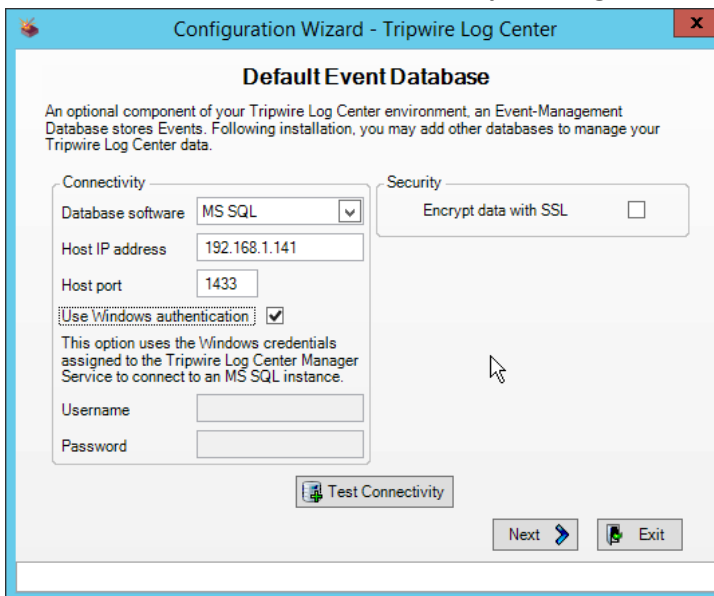 Configuration Wizard - Tripwire Log Center
x
Default Event Database
An optional component of your Tripwire Log Center environment, an Event-Management
Database stores Events. Following installation, you may add other databases to manage your
Tripwire Log Center data.
Connectivity
Database software MS SQL
Host IP address 192.168.1.141
Host port 1433
Use Windows authentication
This option uses the Windows credentials
assigned to the Tripwire Log Center Manager
Service to connect to an MS SQL instance.
Username
Password
Security
Encrypt data with SSL
Test Connectivity
Next
Exit